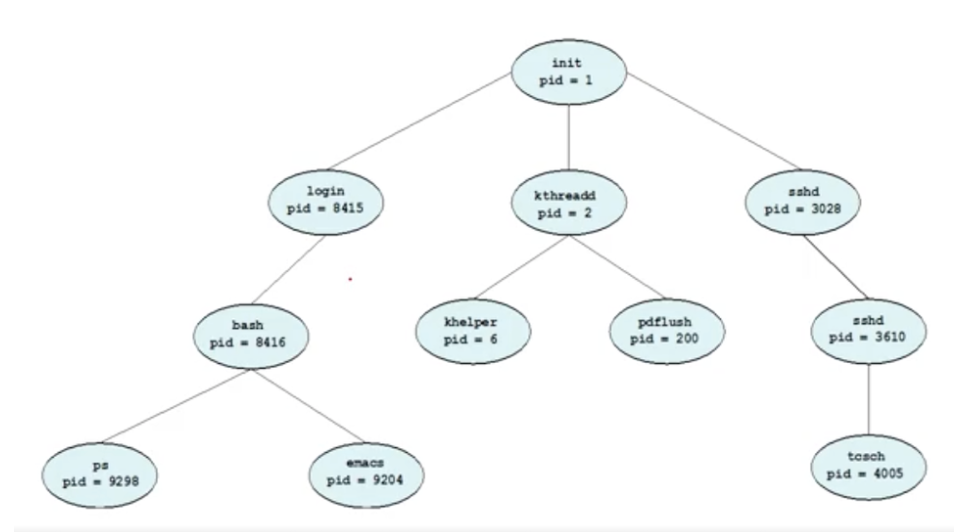 init
pid = 1
login
pid = 8415
kthreadd
pid = 2
sshd
pid = 3028
bash
pid = 8416
khelper
pid = 6
pdflush
pid = 200
sshd
pid = 3610
ps
pid = 9298
emacs
pid = 9204
tcsch
pid = 4005